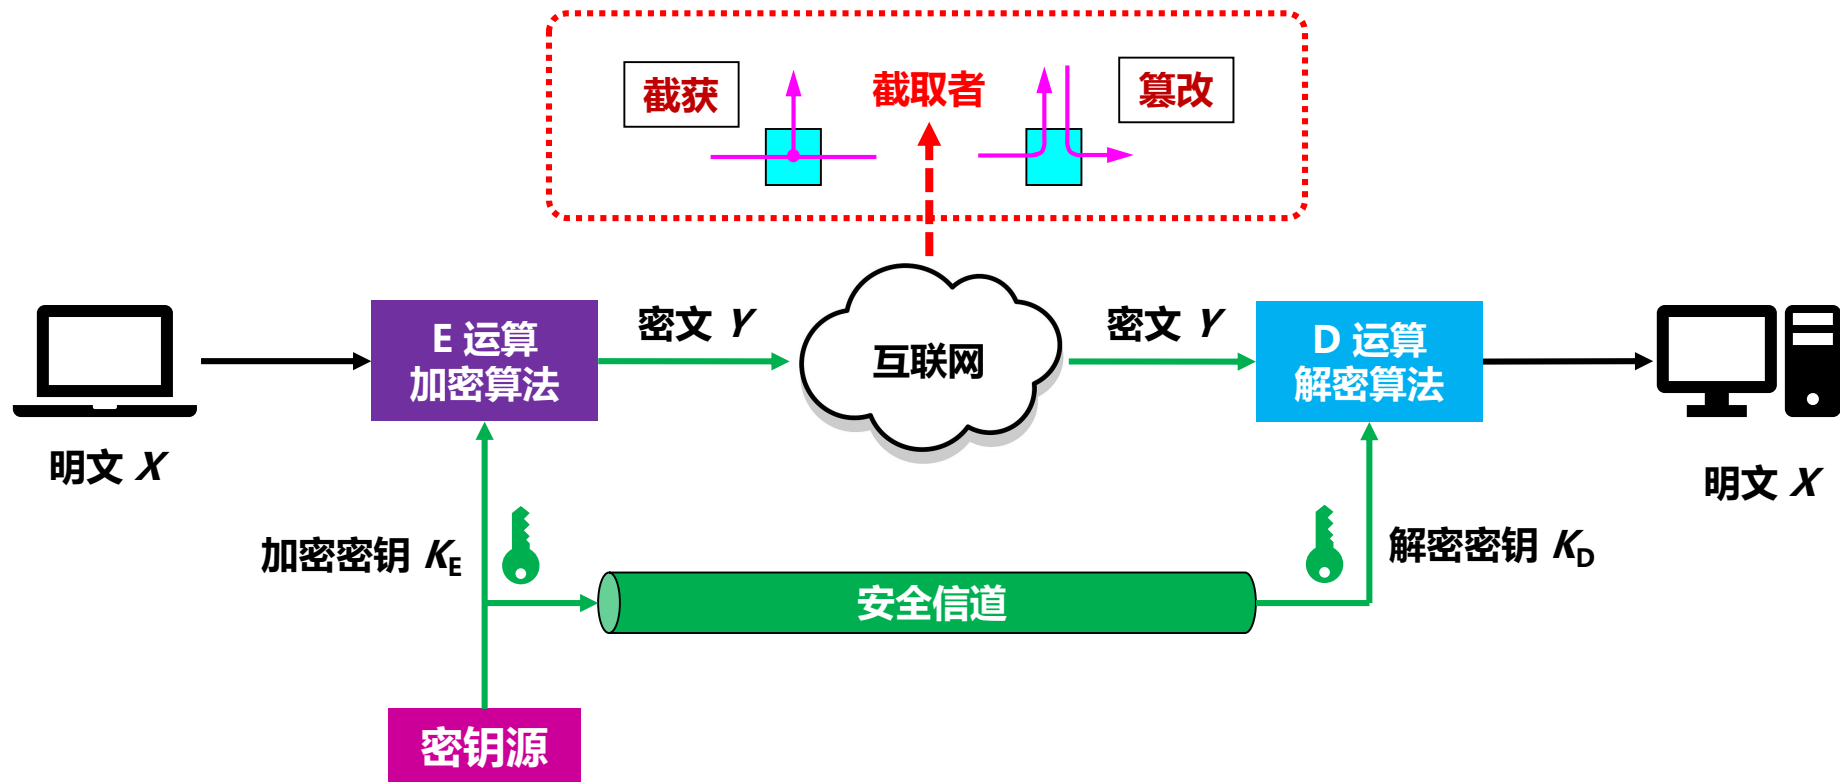 截获
截取者
篡改
E 运算
加密算法
密文 Y
互联网
密文 Y
D 运算
解密算法
明文 X
明文 X
加密密钥 KE
解密密钥 KD
安全信道
密钥源